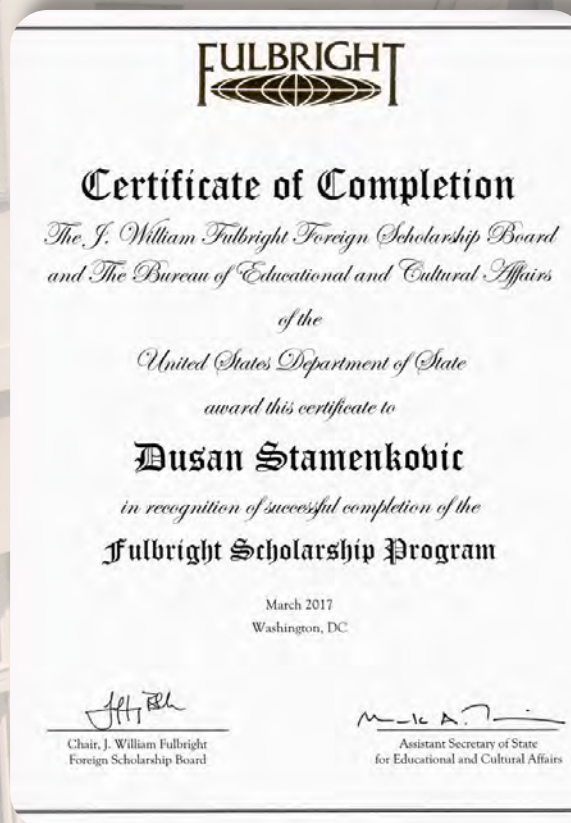 FULBRIGHT
Certificate of Completion
The J. William Fulbright Foreign Scholarship Board
and The Bureau of Educational and Cultural Affairs
of the
United States Department of State
award this certificate to
Dusan Stamenkovic
in recognition of successful completion of the
Fulbright Scholarship Program
March 2017
Washington, DC
Chair, J. William Fulbright
Foreign Scholarship Board
Assistant Secretary of State
for Educational and Cultural Affairs